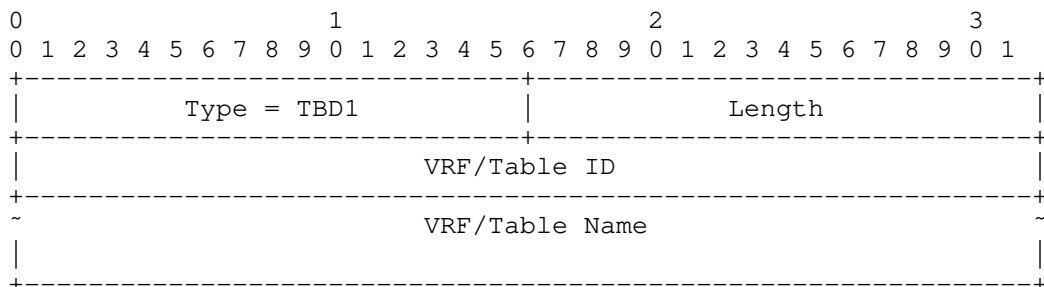 0 1 2 3
0 1 2 3 4 5 6 7 8 9 0 1 2 3 4 5 6 7 8 9 0 1 2 3 4 5 6 7 8 9 0 1
+-------------------------------+-------------------------------+
| Type = TBD1 | Length |
+-------------------------------+-------------------------------+
| VRF/Table ID |
+---------------------------------------------------------------+
~ VRF/Table Name ~
| |
+---------------------------------------------------------------+